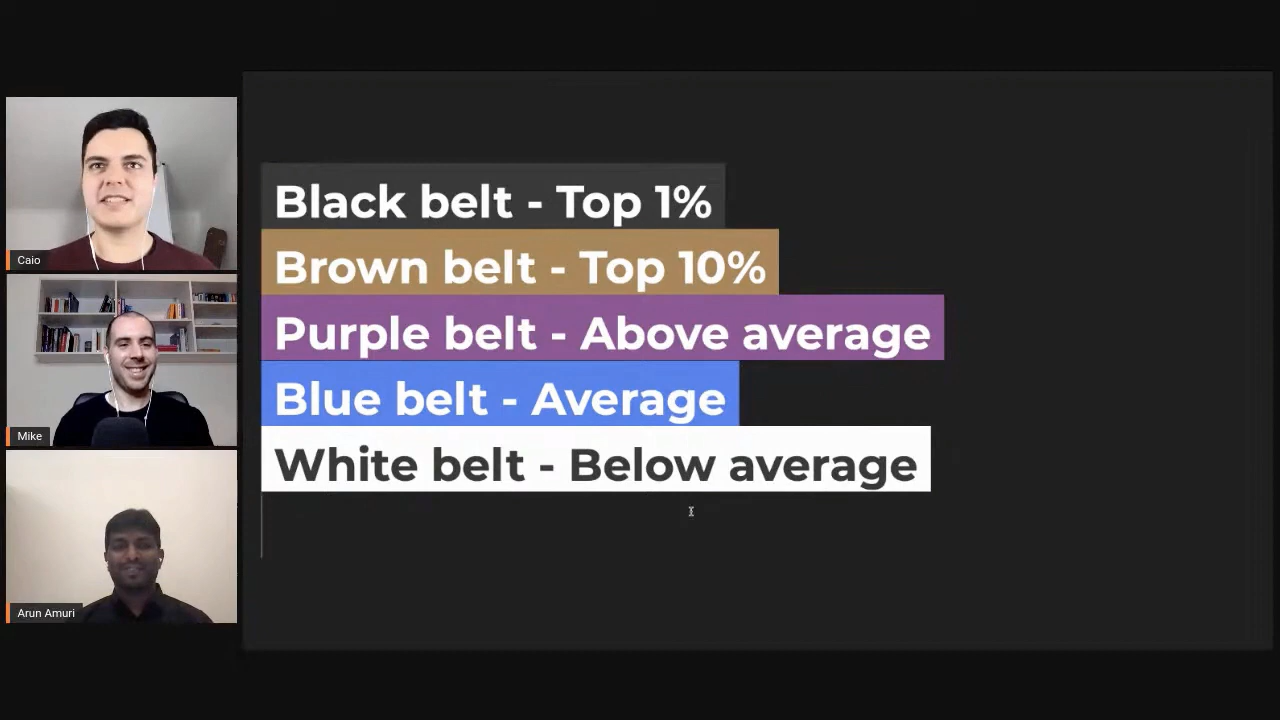 Caio
Mike
Arun Amuri
Black belt - Top 1%
Brown belt - Top 10%
Purple belt - Above average
Blue belt - Average
White belt - Below average